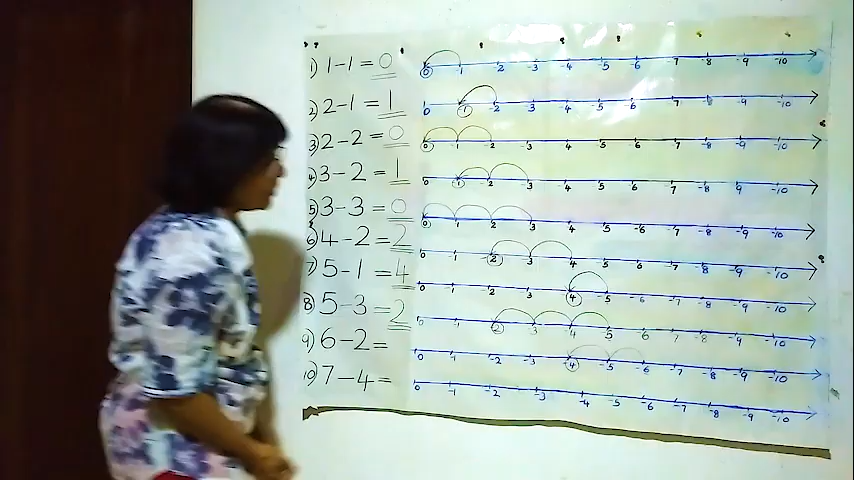 1) 1-1=0 0 1 2 3 4 5 6 7 8 9 10
2) 2-1=1 0 1 2 3 4 5 6 7 8 9 10
3) 2-2=0 0 1 2 3 4 5 6 7 8 9 10
4) 3-2=1 0 1 2 3 4 5 6 7 8 9 10
5) 3-3=0 0 1 2 3 4 5 6 7 8 9 10
6) 4-2=2 0 1 2 3 4 5 6 7 8 9 10
7) 5-1=4 0 1 2 3 4 5 6 7 8 9 10
8) 5-3=2 0 1 2 3 4 5 6 7 8 9 10
9) 6-2= 0 1 2 3 4 5 6 7 8 9 10
10) 7-4= 0 1 2 3 4 5 6 7 8 9 10